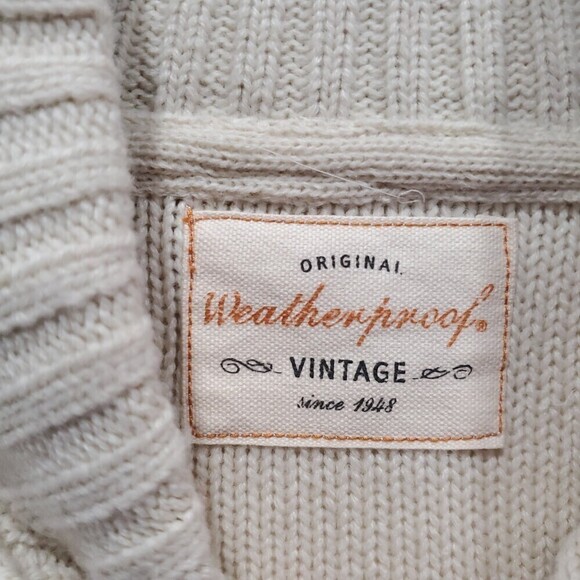 ORIGINAL
Weatherproof®
VINTAGE
since 1948